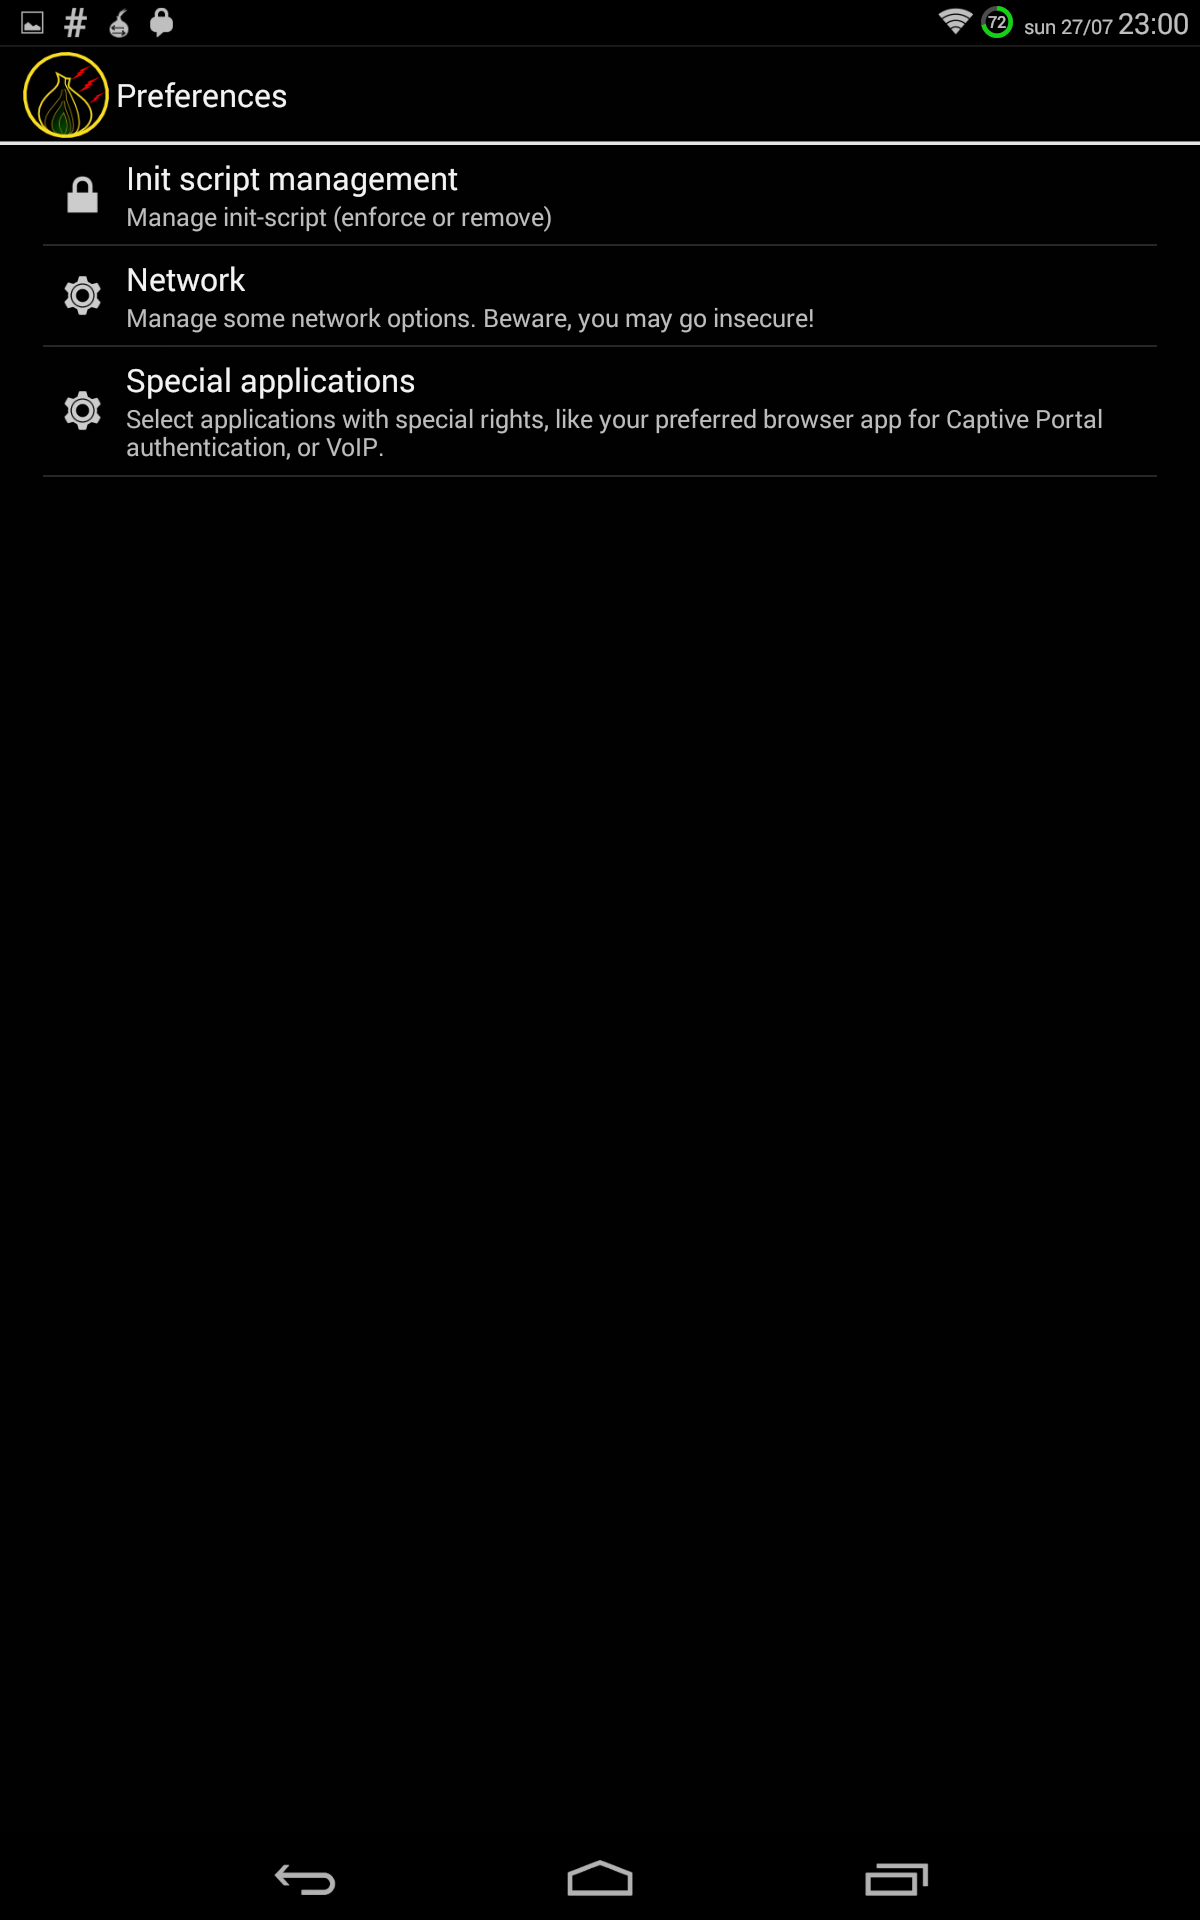 72 sun 27/07 23:00
Preferences
Init script management
Manage init-script (enforce or remove)
Network
Manage some network options. Beware, you may go insecure!
Special applications
Select applications with special rights, like your preferred browser app for Captive Portal
authentication, or VoIP.